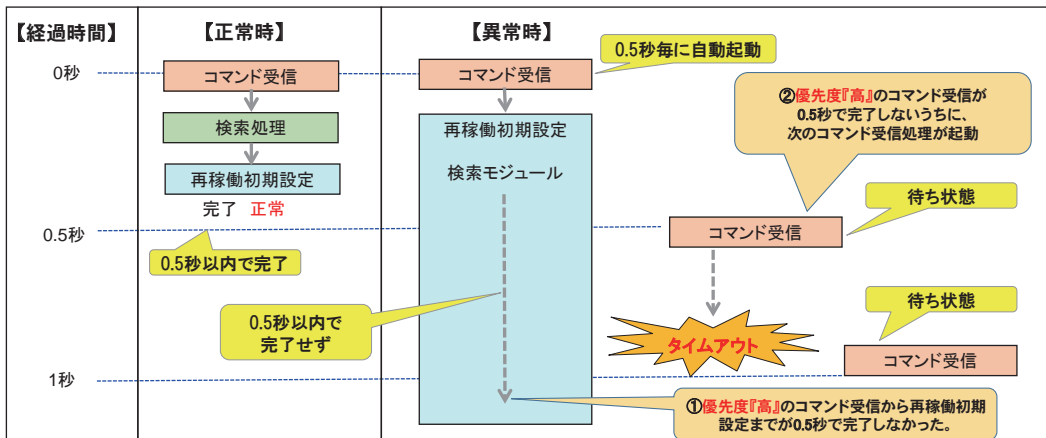 【経過時間】
【正常時】
【異常時】
0秒
コマンド受信
検索処理
再稼働初期設定
完了 正常
0.5秒
0.5秒以内で完了
コマンド受信
0.5秒毎に自動起動
再稼働初期設定
検索モジュール
0.5秒以内で
完了せず
②優先度『高』のコマンド受信が
0.5秒で完了しないうちに、
次のコマンド受信処理が起動
待ち状態
コマンド受信
タイムアウト
待ち状態
コマンド受信
1秒
①優先度『高』のコマンド受信から再稼働初期
設定までが0.5秒で完了しなかった。